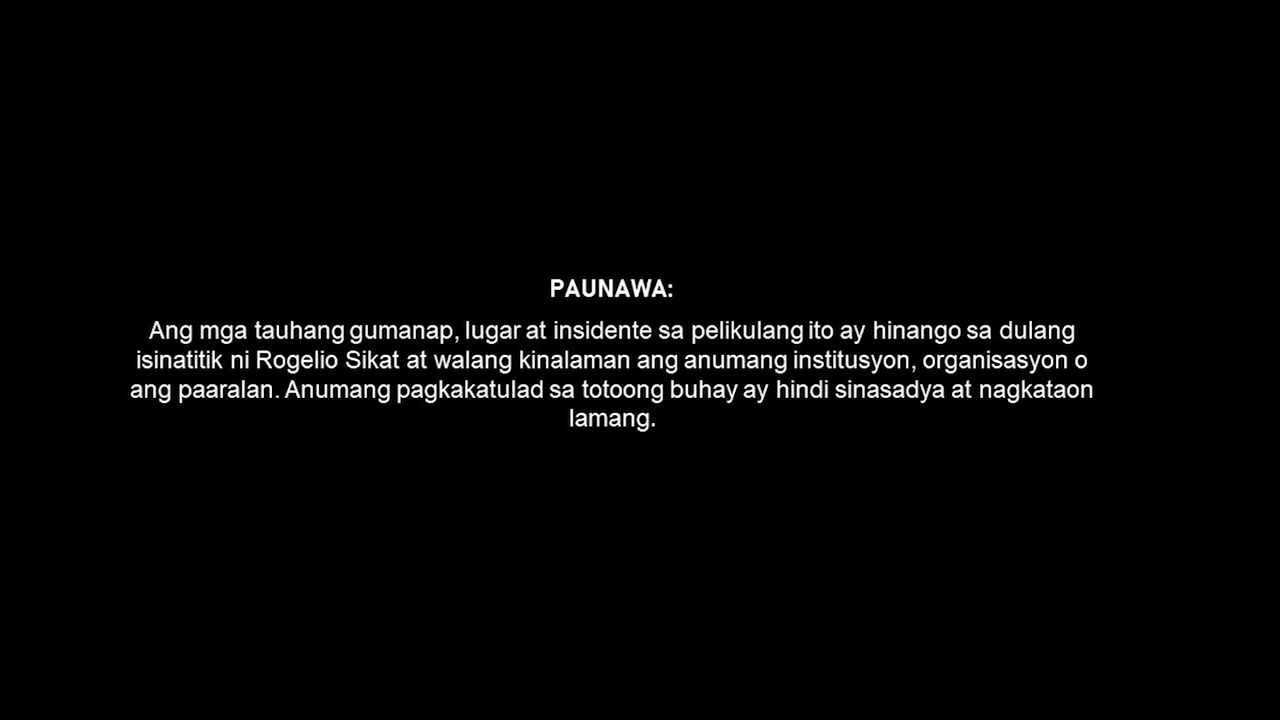 PAUNAWA:
Ang mga tauhang gumanap, lugar at insidente sa pelikulang ito ay hinango sa dulang
isinatitik ni Rogelio Sikat at walang kinalaman ang anumang institusyon, organisasyon o
ang paaralan. Anumang pagkakatulad sa totoong buhay ay hindi sinasadya at nagkataon
lamang.